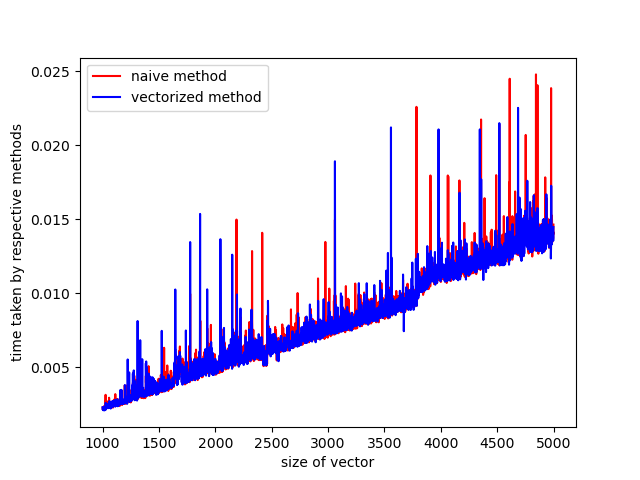 naive method
vectorized method
time taken by respective methods
0.025
0.020
0.015
0.010
0.005
1000 1500 2000 2500 3000 3500 4000 4500 5000
size of vector